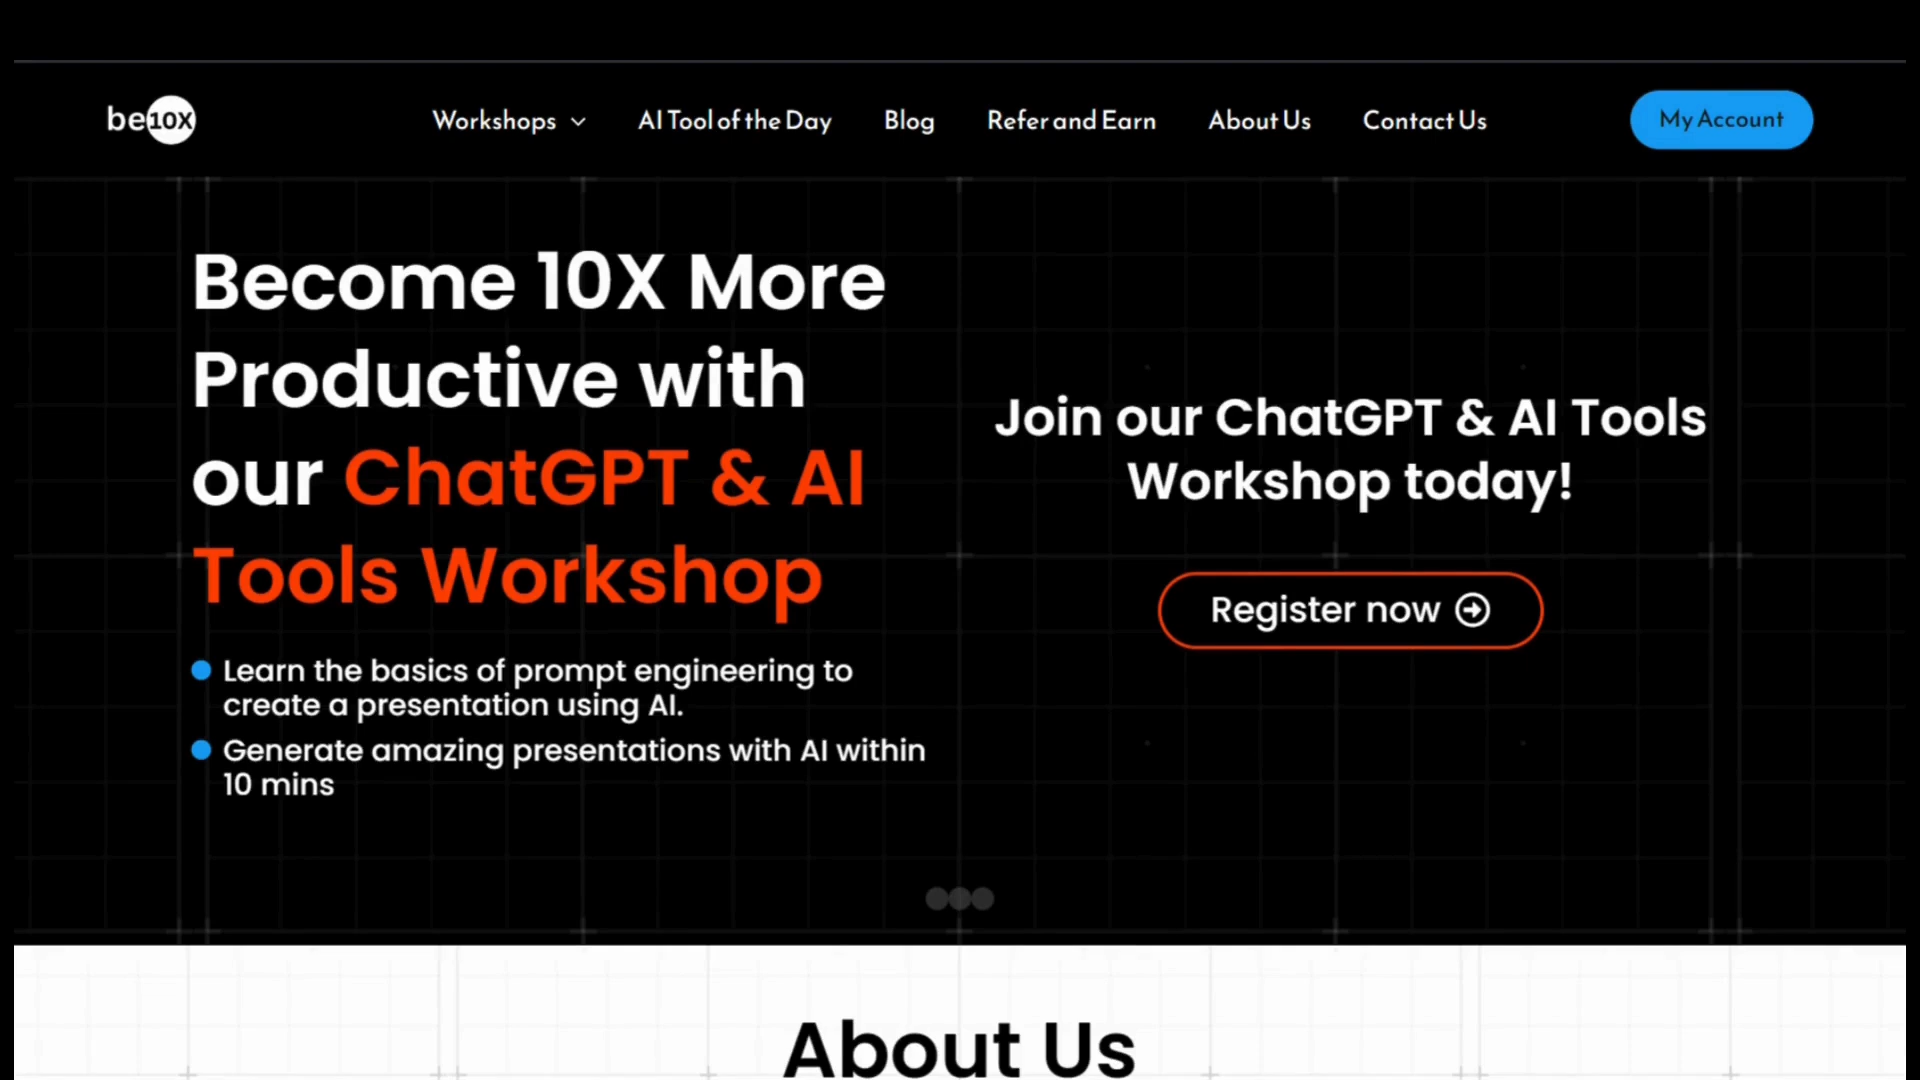 be10X
Workshops
AI Tool of the Day
Blog
Refer and Earn
About Us
Contact Us
My Account
Become 10X More
Productive with
our ChatGPT & AI
Tools Workshop
Learn the basics of prompt engineering to
create a presentation using AI.
Generate amazing presentations with AI within
10 mins
Join our ChatGPT & AI Tools
Workshop today!
Register now
About Us